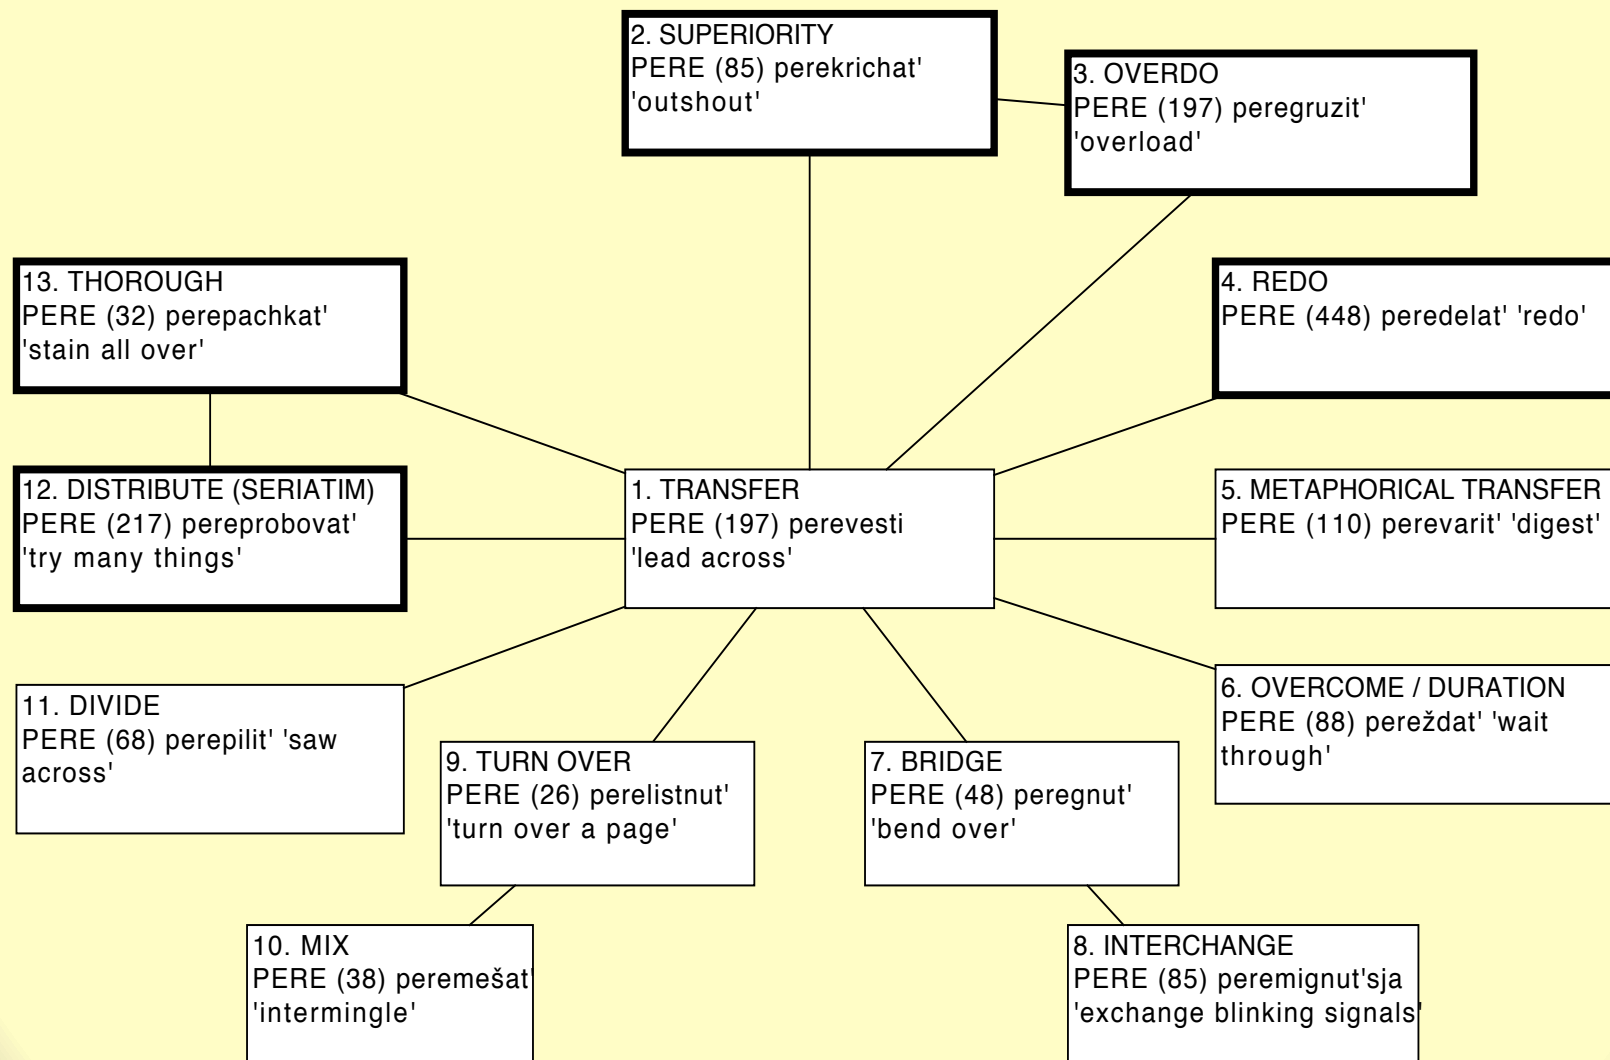 2. SUPERIORITY
PERE (85) perekrichat'
'outshout'
3. OVERDO
PERE (197) peregruzit'
'overload'
13. THOROUGH
PERE (32) perepachkat'
'stain all over'
4. REDO
PERE (448) peredelat' 'redo'
12. DISTRIBUTE (SERIATIM)
PERE (217) pereprobovat'
'try many things'
1. TRANSFER
PERE (197) perevesti
'lead across'
5. METAPHORICAL TRANSFER
PERE (110) perevarit' 'digest'
11. DIVIDE
PERE (68) perepilit' 'saw
across'
9. TURN OVER
PERE (26) perelistnut'
'turn over a page'
7. BRIDGE
PERE (48) peregnut'
'bend over'
6. OVERCOME / DURATION
PERE (88) pereždat' 'wait
through'
10. MIX
PERE (38) peremešat'
'intermingle'
8. INTERCHANGE
PERE (85) peremignut'sja
'exchange blinking signals'